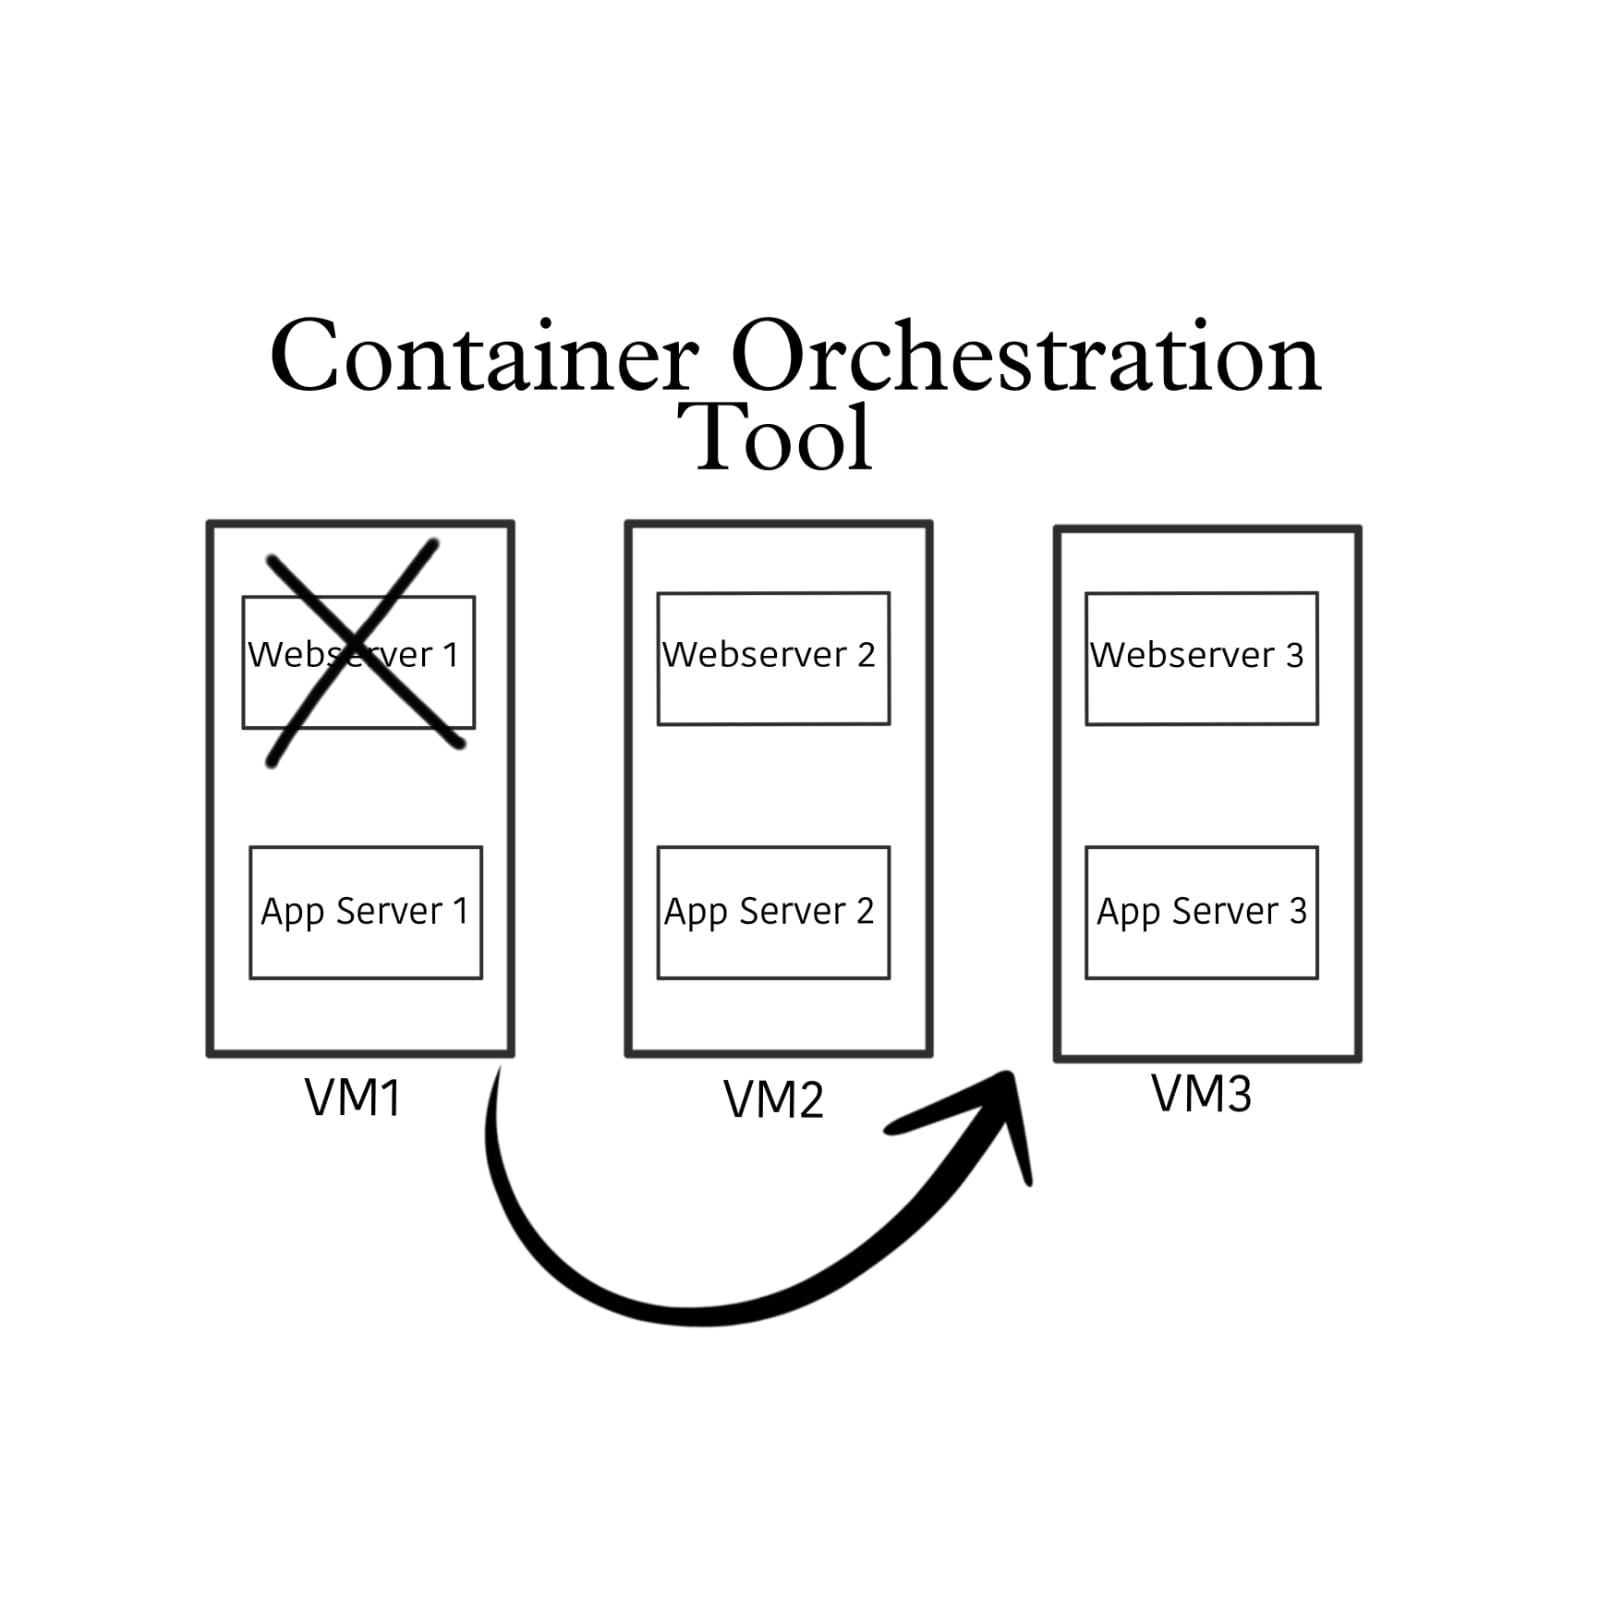 Container Orchestration
Tool
Webserver 1
Webserver 2
Webserver 3
App Server 1
App Server 2
App Server 3
VM1
VM2
VM3